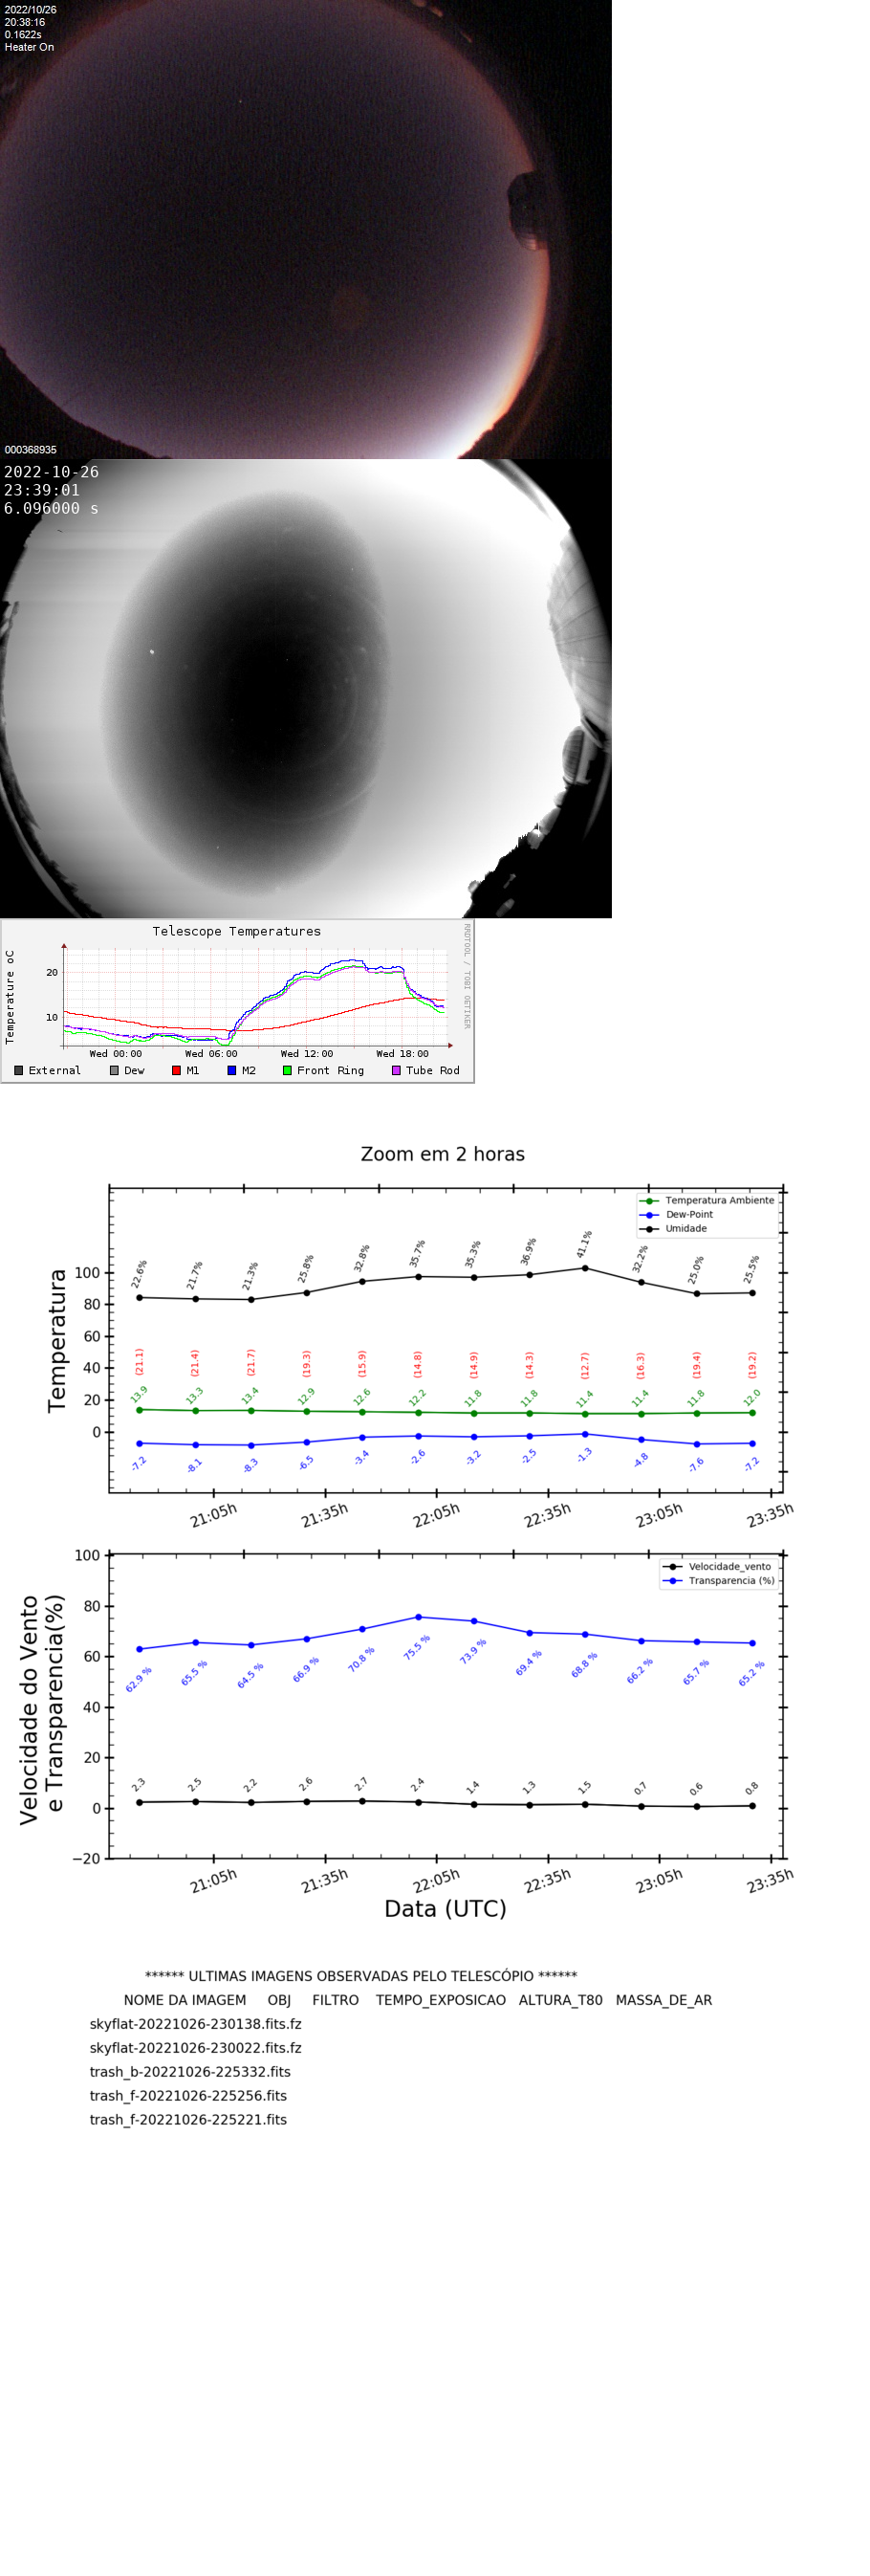 2022/10/26
20:38:16
0.1622s
Heater On
000368935
2022-10-26
23:39:01
6.096000 s
Telescope Temperatures
RRDTOOL / TOBI OETIKER
Temperature oC
20
10
Wed 00:00 Wed 06:00 Wed 12:00 Wed 18:00
External Dew M1 M2 Front Ring Tube Rod
Zoom em 2 horas
Temperatura Ambiente
Dew-Point
Umidade
Temperatura
100
80
60
40
20
0
22.6% 21.7% 21.3% 25.8% 32.8% 35.7% 35.3% 36.9% 41.1% 32.2% 25.0% 25.5%
(21.1) (21.4) (21.7) (19.3) (15.9) (14.8) (14.9) (14.3) (12.7) (16.3) (19.4) (19.2)
13.9 13.3 13.4 12.9 12.6 12.2 11.8 11.8 11.4 11.4 11.8 12.0
-7.2 -8.1 -8.3 -6.5 -3.4 -2.6 -3.2 -2.5 -1.3 -4.8 -7.6 -7.2
21:05h 21:35h 22:05h 22:35h 23:05h 23:35h
Velocidade_vento
Transparencia (%)
Velocidade do Vento
e Transparencia(%)
100
80
60
40
20
0
−20
62.9 % 65.5 % 64.5 % 66.9 % 70.8 % 75.5 % 73.9 % 69.4 % 68.8 % 66.2 % 65.7 % 65.2 %
2.3 2.5 2.2 2.6 2.7 2.4 1.4 1.3 1.5 0.7 0.6 0.8
21:05h 21:35h 22:05h 22:35h 23:05h 23:35h
Data (UTC)
****** ULTIMAS IMAGENS OBSERVADAS PELO TELESCÓPIO ******
NOME DA IMAGEM OBJ FILTRO TEMPO_EXPOSICAO ALTURA_T80 MASSA_DE_AR
skyflat-20221026-230138.fits.fz
skyflat-20221026-230022.fits.fz
trash_b-20221026-225332.fits
trash_f-20221026-225256.fits
trash_f-20221026-225221.fits